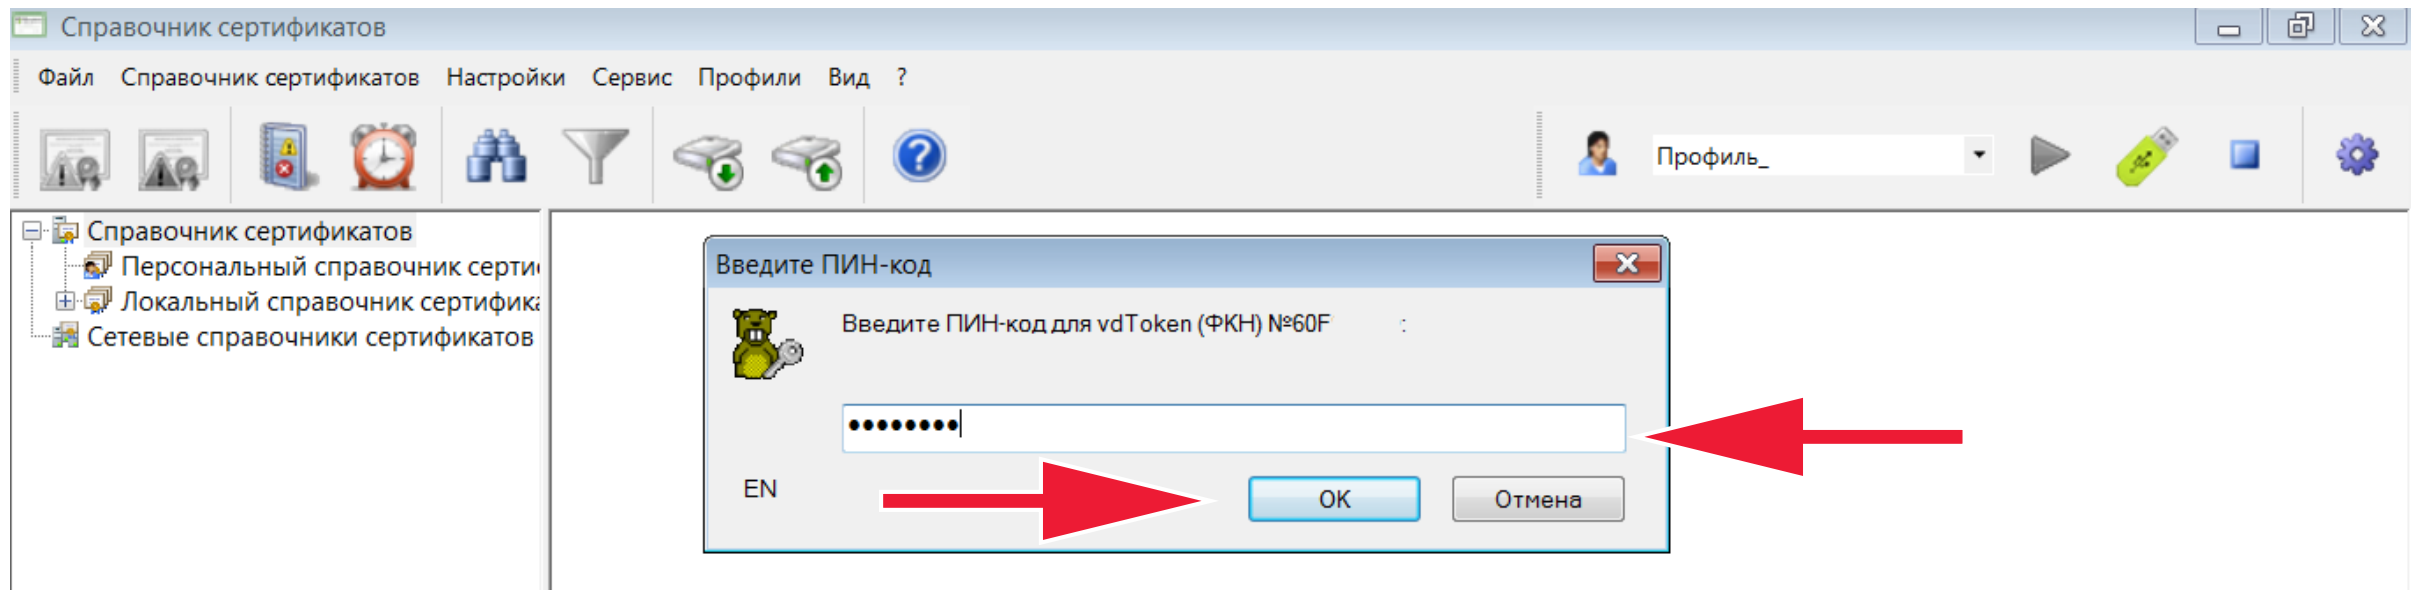 Справочник сертификатов
Файл Справочник сертификатов Настройки Сервис Профили Вид ?
Профиль_
Справочник сертификатов
Персональный справочник серти
Локальный справочник сертифика
Сетевые справочники сертификатов
Введите ПИН-код
Введите ПИН-код для vdToken (ФКН) №60F :
••••••••
EN
OK
Отмена